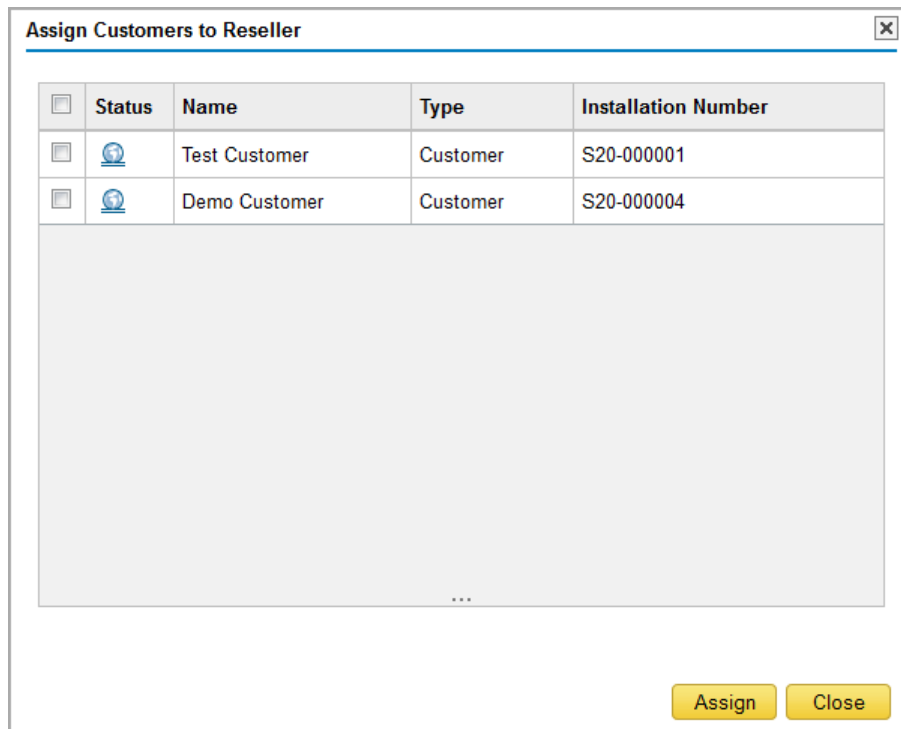 Assign Customers to Reseller
Status Name Type Installation Number
Test Customer Customer S20-000001
Demo Customer Customer S20-000004
...
Assign Close